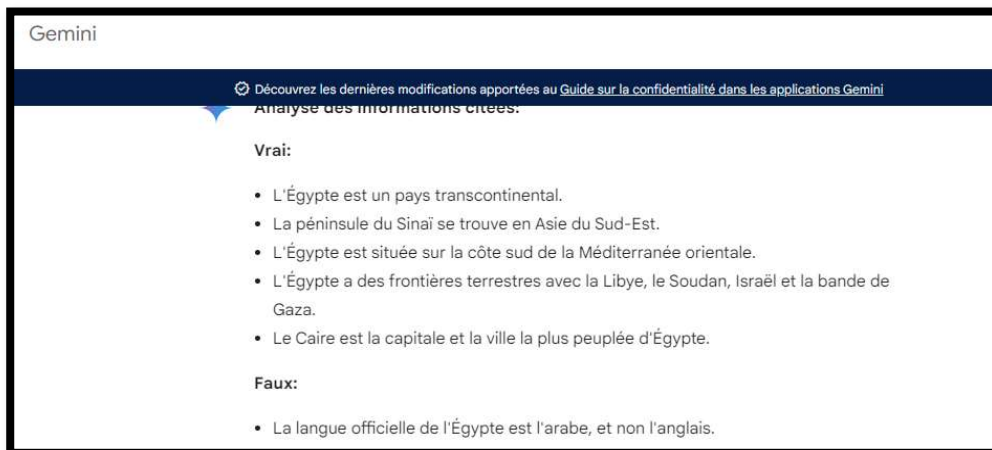 Gemini
Découvrez les dernières modifications apportées au Guide sur la confidentialité dans les applications Gemini
Analyse des informations citées:
Vrai:
• L'Égypte est un pays transcontinental.
• La péninsule du Sinaï se trouve en Asie du Sud-Est.
• L'Égypte est située sur la côte sud de la Méditerranée orientale.
• L'Égypte a des frontières terrestres avec la Libye, le Soudan, Israël et la bande de
Gaza.
• Le Caire est la capitale et la ville la plus peuplée d'Égypte.
Faux:
• La langue officielle de l'Égypte est l'arabe, et non l'anglais.